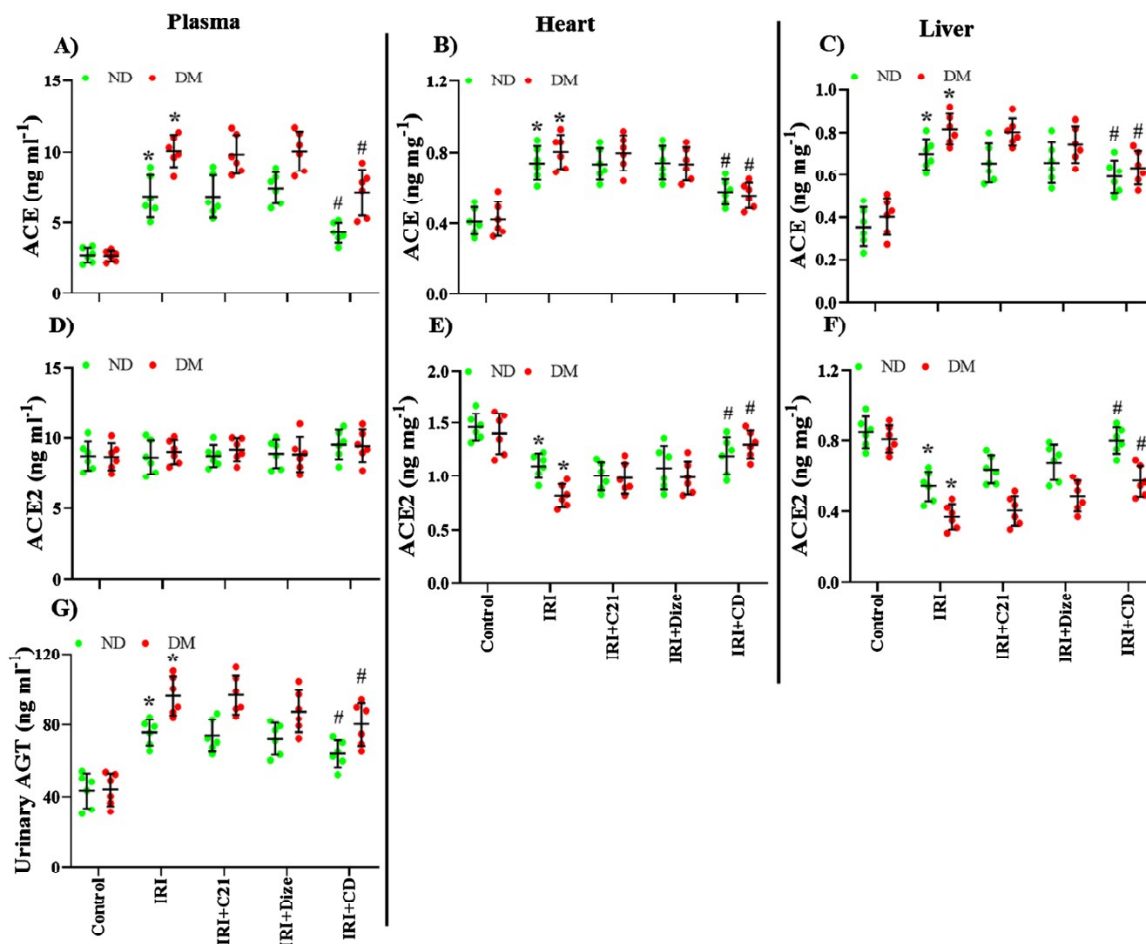 Plasma
Heart
Liver
A)
ND DM
ACE (ng ml⁻¹)
15
10
5
0
*
*
#
#
B)
ND DM
ACE (ng mg⁻¹)
1.2
0.8
0.4
0.0
*
*
#
#
C)
ND DM
ACE (ng mg⁻¹)
1.0
0.8
0.6
0.4
0.2
0.0
*
*
#
#
D)
ND DM
ACE2 (ng ml⁻¹)
15
10
5
0
E)
ND DM
ACE2 (ng mg⁻¹)
2.0
1.5
1.0
0.5
0.0
*
*
#
#
Control
IRI
IRI+C21
IRI+Dize
IRI+CD
F)
ND DM
ACE2 (ng mg⁻¹)
1.2
0.8
0.4
0.0
*
*
#
#
Control
IRI
IRI+C21
IRI+Dize
IRI+CD
G)
ND DM
Urinary AGT (ng ml⁻¹)
120
80
40
0
*
*
#
#
Control
IRI
IRI+C21
IRI+Dize
IRI+CD